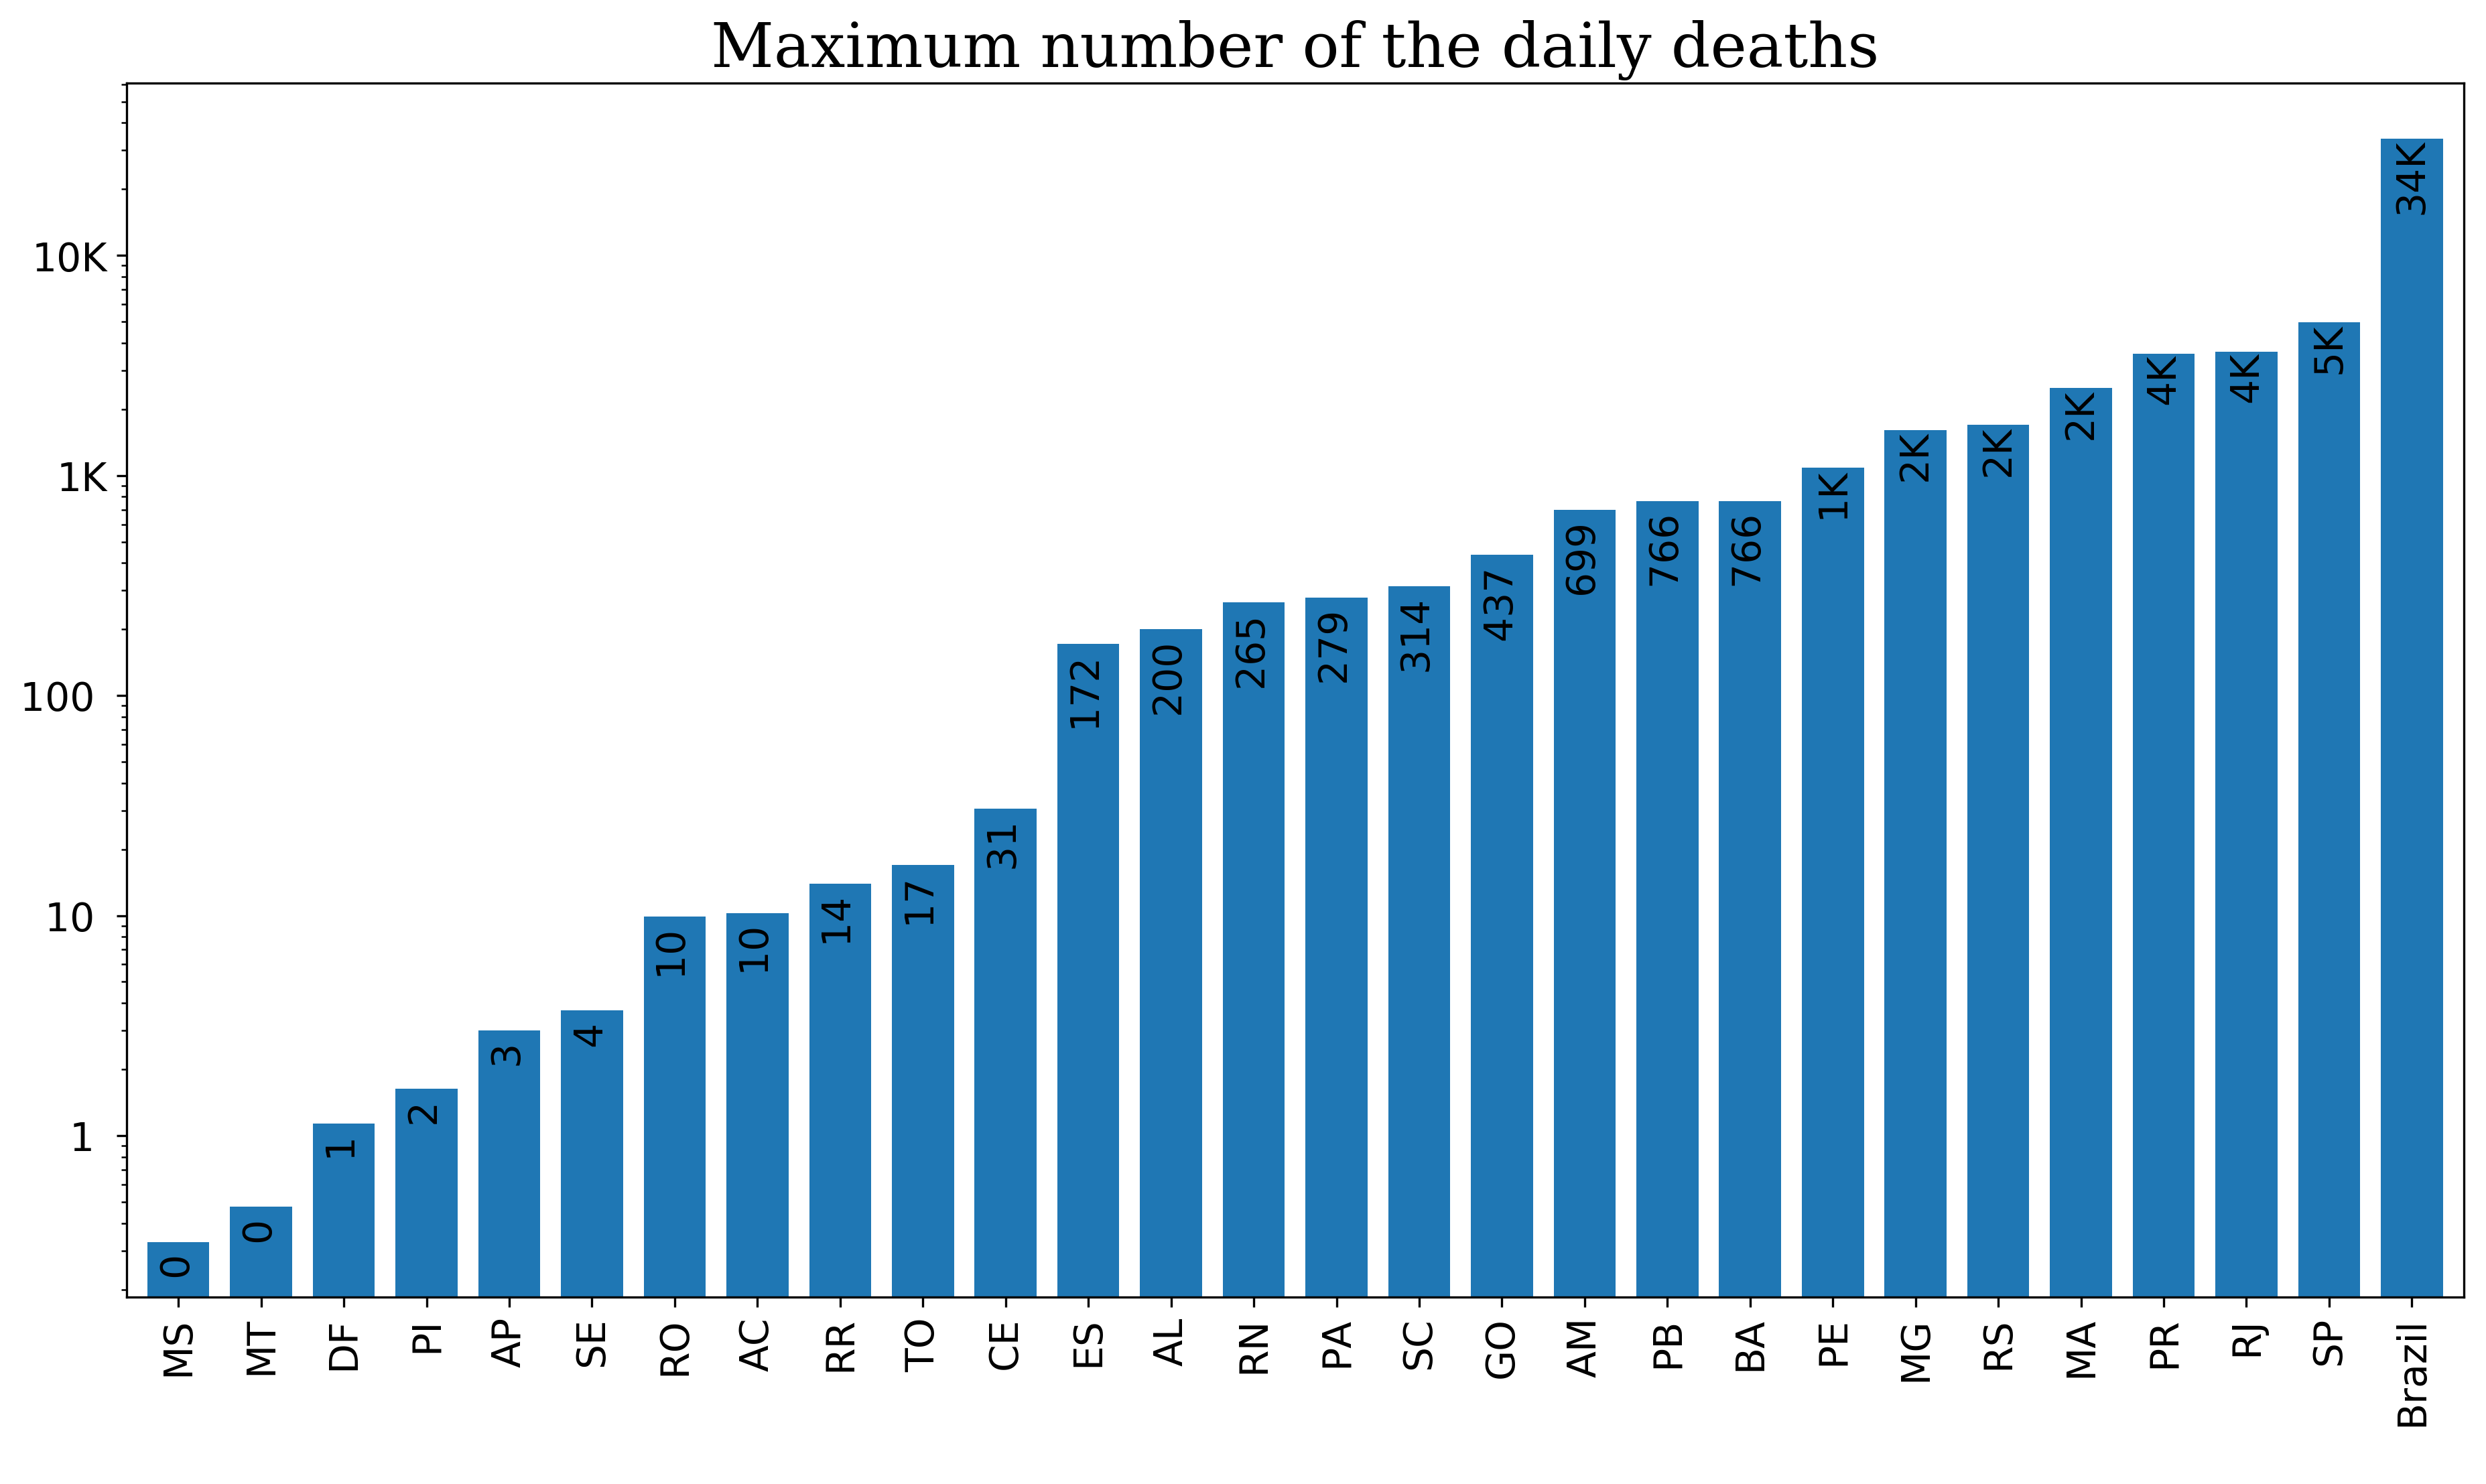 Maximum number of the daily deaths
10K
1K
100
10
1
0
0
1
2
3
4
10
10
14
17
31
172
200
265
279
314
437
699
766
766
1K
2K
2K
2K
4K
4K
5K
34K
MS
MT
DF
PI
AP
SE
RO
AC
RR
TO
CE
ES
AL
RN
PA
SC
GO
AM
PB
BA
PE
MG
RS
MA
PR
RJ
SP
Brazil